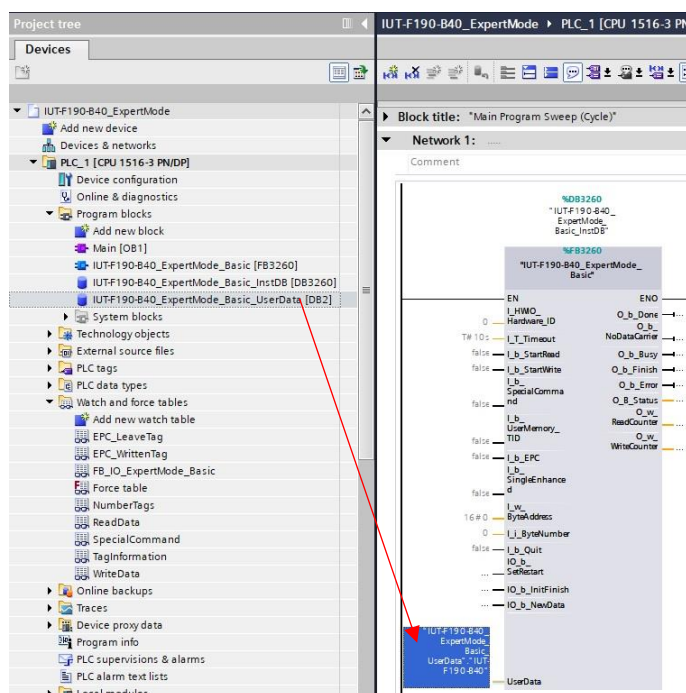 Project tree
Devices
IUT-F190-B40_ExpertMode
Add new device
Devices & networks
PLC_1 [CPU 1516-3 PN/DP]
Device configuration
Online & diagnostics
Program blocks
Add new block
Main [OB1]
IUT-F190-B40_ExpertMode_Basic [FB3260]
IUT-F190-B40_ExpertMode_Basic_InstDB [DB3260]
IUT-F190-B40_ExpertMode_Basic_UserData [DB2]
System blocks
Technology objects
External source files
PLC tags
PLC data types
Watch and force tables
Add new watch table
EPC_LeaveTag
EPC_WrittenTag
FB_IO_ExpertMode_Basic
Force table
NumberTags
ReadData
SpecialCommand
TagInformation
WriteData
Online backups
Traces
Device proxy data
Program info
PLC supervisions & alarms
PLC alarm text lists
Local modules
IUT-F190-B40_ExpertMode ▸ PLC_1 [CPU 1516-3 PN
Block title: "Main Program Sweep (Cycle)"
Network 1: .....
Comment
%DB3260
"IUT-F190-B40_
ExpertMode_
Basic_InstDB"
%FB3260
"IUT-F190-B40_ExpertMode_
Basic"
EN ENO
0 I_HWIO_
Hardware_ID
T#10s I_T_Timeout
false I_b_StartRead
false I_b_StartWrite
I_b_
SpecialComma
false nd
I_b_
UserMemory_
false TID
false I_b_EPC
I_b_
SingleEnhance
false d
I_w_
16#0 ByteAddress
0 I_i_ByteNumber
false I_b_Quit
IO_b_
... SetRestart
... IO_b_InitFinish
... IO_b_NewData
"IUT-F190-B40_
ExpertMode_
Basic_
UserData"."IUT-
F190-B40"
UserData
O_b_Done ...
O_b_
NoDataCarrier ...
O_b_Busy ...
O_b_Finish ...
O_b_Error ...
O_B_Status ...
O_w_
ReadCounter ...
O_w_
WriteCounter ...